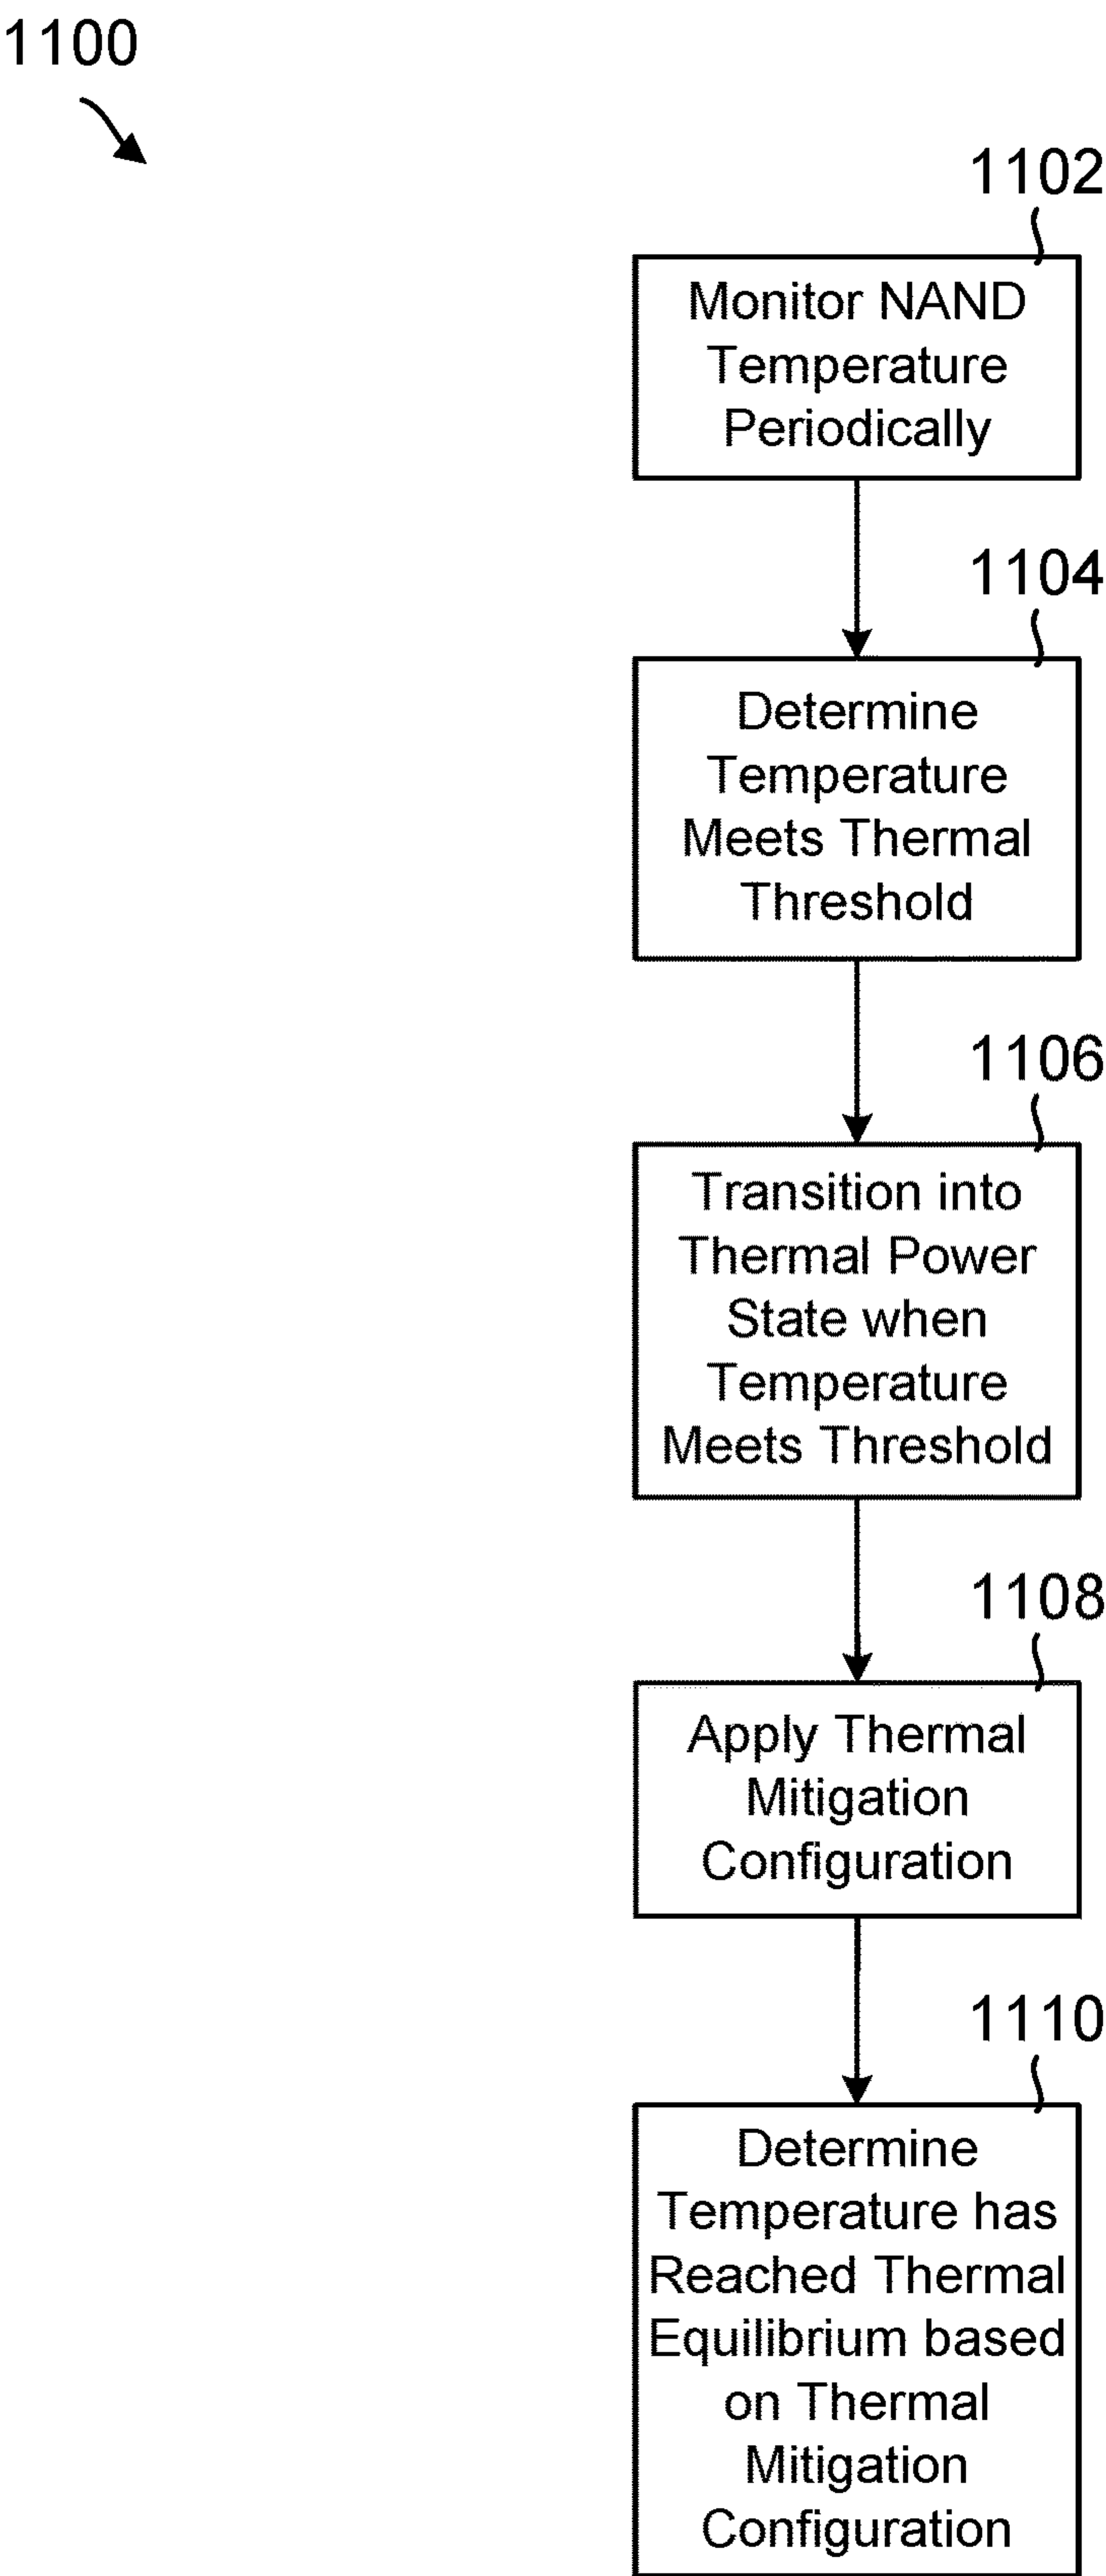 1100
1102
Monitor NAND
Temperature
Periodically
1104
Determine
Temperature
Meets Thermal
Threshold
1106
Transition into
Thermal Power
State when
Temperature
Meets Threshold
1108
Apply Thermal
Mitigation
Configuration
1110
Determine
Temperature has
Reached Thermal
Equilibrium based
on Thermal
Mitigation
Configuration